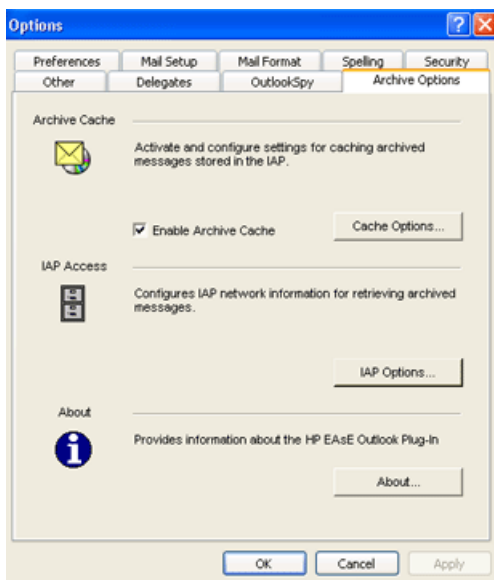 Options
Preferences Mail Setup Mail Format Spelling Security
Other Delegates OutlookSpy Archive Options
Archive Cache
Activate and configure settings for caching archived
messages stored in the IAP.
Enable Archive Cache Cache Options...
IAP Access
Configures IAP network information for retrieving archived
messages.
IAP Options...
About
Provides information about the HP EAsE Outlook Plug-In
About...
OK Cancel Apply